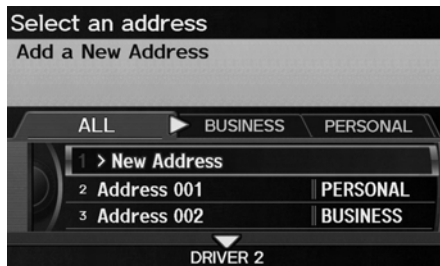 Select an address
Add a New Address
ALL BUSINESS PERSONAL
1 > New Address
2 Address 001 PERSONAL
3 Address 002 BUSINESS
DRIVER 2